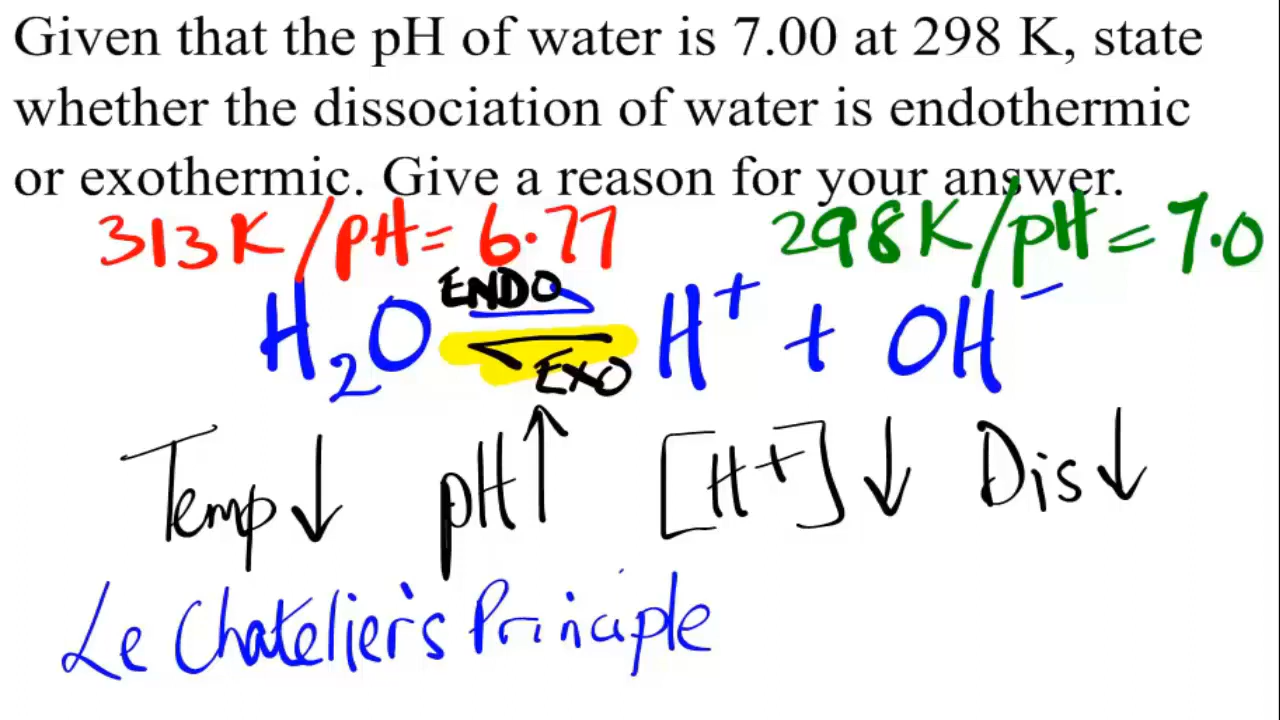 Given that the pH of water is 7.00 at 298 K, state
whether the dissociation of water is endothermic
or exothermic. Give a reason for your answer.
313K/pH= 6.77 298K/pH=7.0
ENDO
H2O ⇌ H+ + OH-
EXO
Temp↓ pH↑ [H+]↓ Dis↓
Le Chatelier's Principle